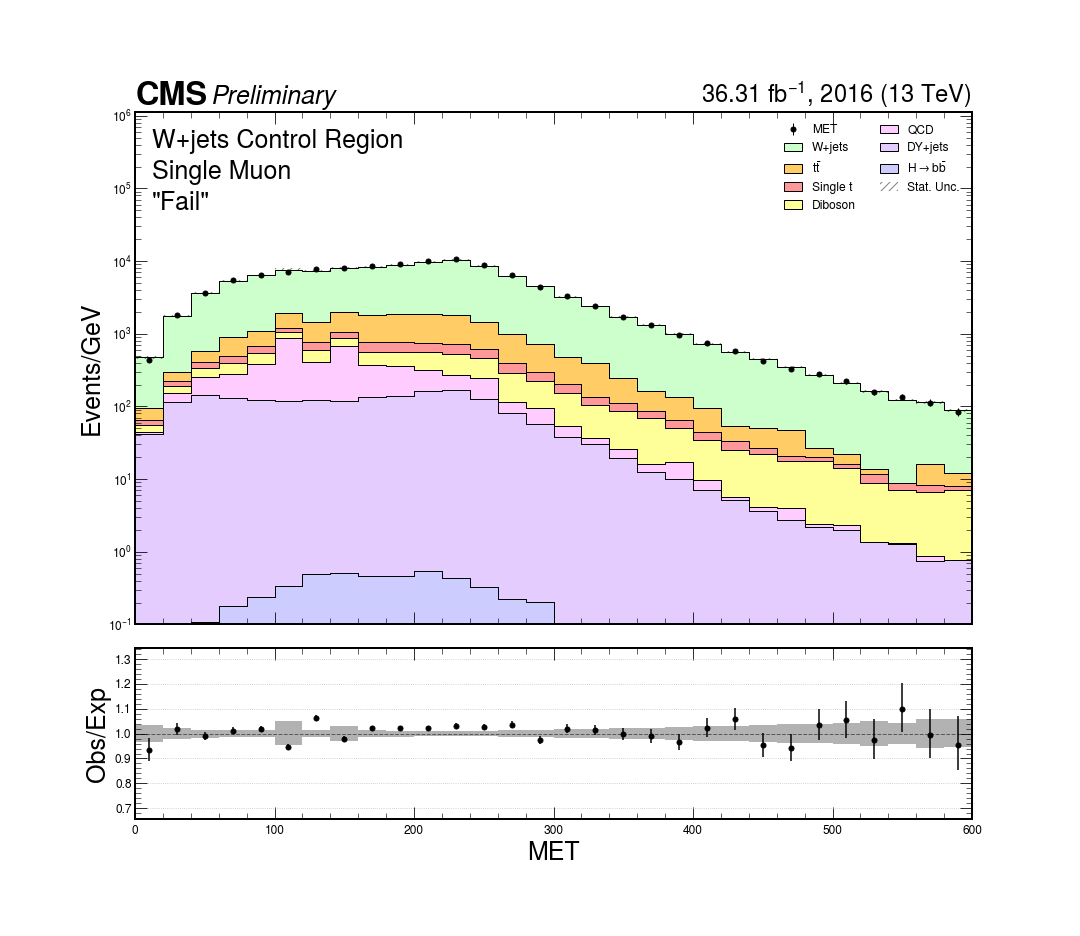 CMS Preliminary 36.31 fb⁻¹, 2016 (13 TeV)
W+jets Control Region
Single Muon
"Fail"
MET
W+jets
tt̄
Single t
Diboson
QCD
DY+jets
H→bb̄
Stat. Unc.
Events/GeV
10⁶
10⁵
10⁴
10³
10²
10¹
10⁰
10⁻¹
Obs/Exp
1.3
1.2
1.1
1.0
0.9
0.8
0.7
0 100 200 300 400 500 600
MET